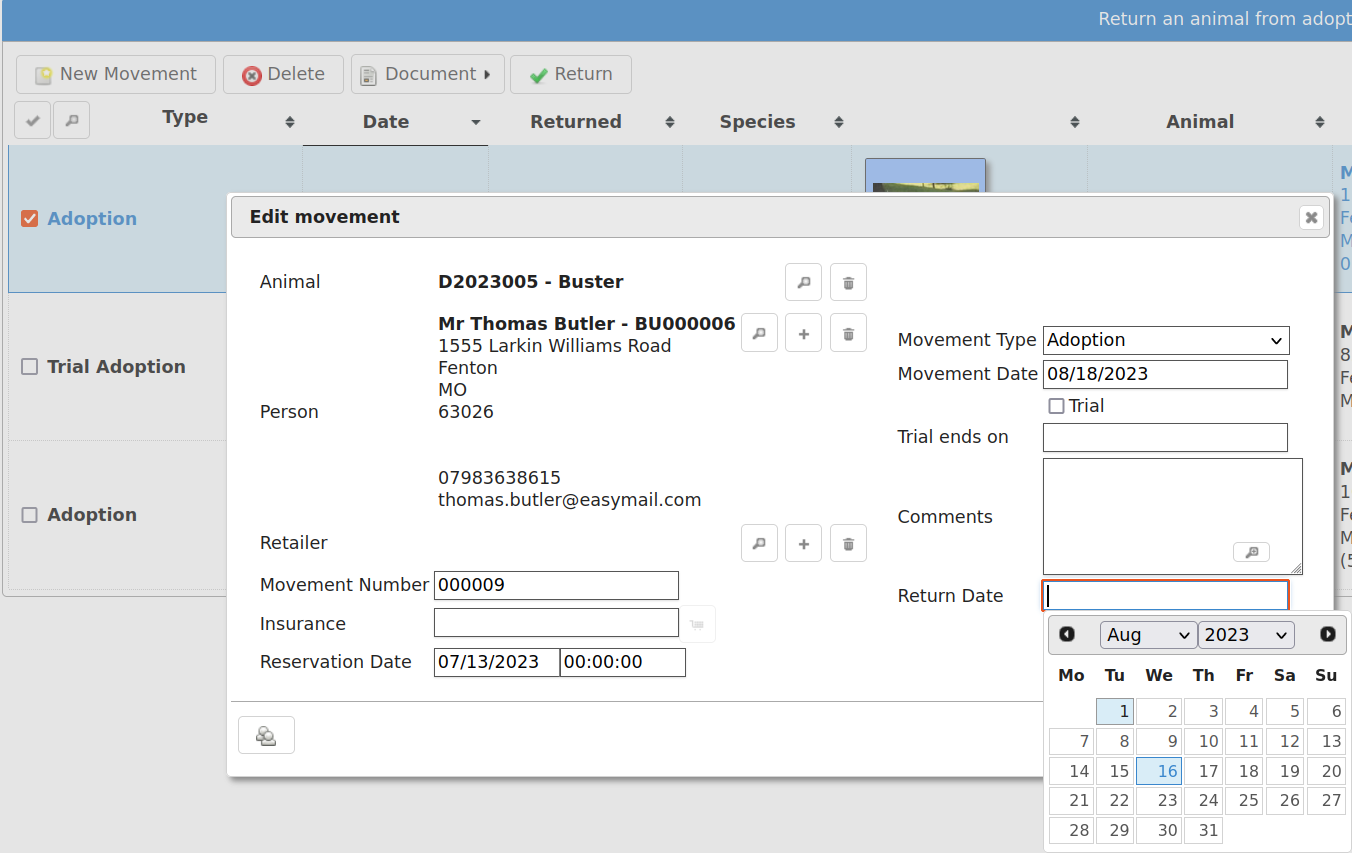 Return an animal from adopt
New Movement Delete Document Return
Type Date Returned Species Animal
Adoption
Trial Adoption
Adoption
Edit movement
Animal D2023005 - Buster
Person
Mr Thomas Butler - BU000006
1555 Larkin Williams Road
Fenton
MO
63026
07983638615
thomas.butler@easymail.com
Retailer
Movement Number 000009
Insurance
Reservation Date 07/13/2023 00:00:00
Movement Type Adoption
Movement Date 08/18/2023
Trial
Trial ends on
Comments
Return Date
Aug 2023
Mo Tu We Th Fr Sa Su
1 2 3 4 5 6
7 8 9 10 11 12 13
14 15 16 17 18 19 20
21 22 23 24 25 26 27
28 29 30 31